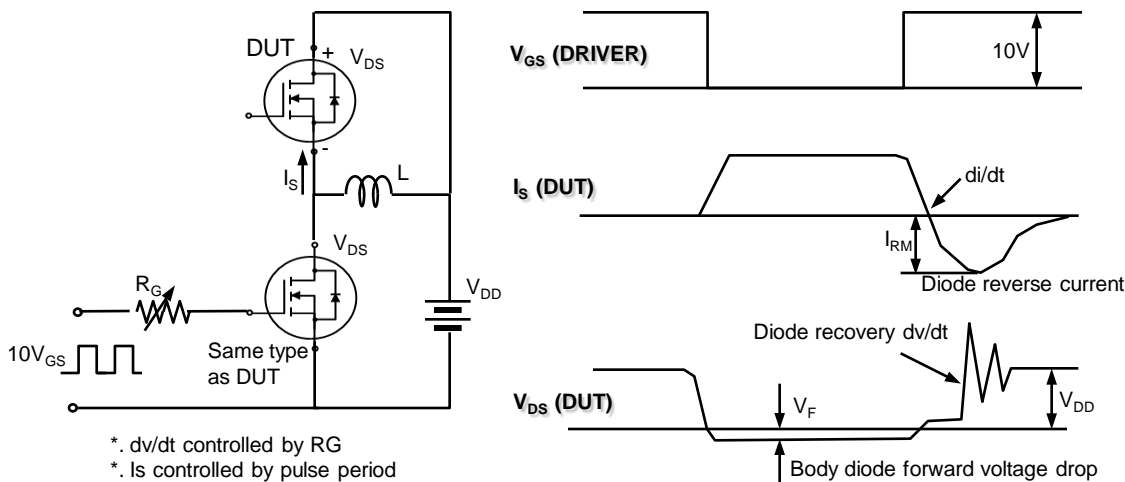 DUT
+
V_DS
-
I_S
L
V_DS
R_G
V_DD
10V_GS
Same type
as DUT
*. dv/dt controlled by RG
*. Is controlled by pulse period
V_GS (DRIVER)
10V
I_S (DUT)
di/dt
I_RM
Diode reverse current
Diode recovery dv/dt
V_DS (DUT)
V_F
V_DD
Body diode forward voltage drop